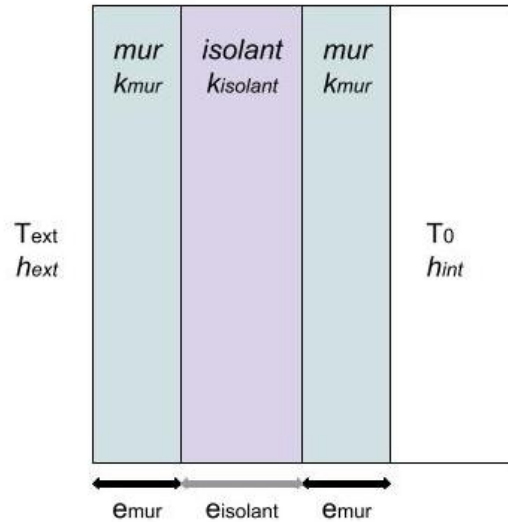 mur
kmur
isolant
kisolant
mur
kmur
Text
hext
T0
hint
emur
eisolant
emur